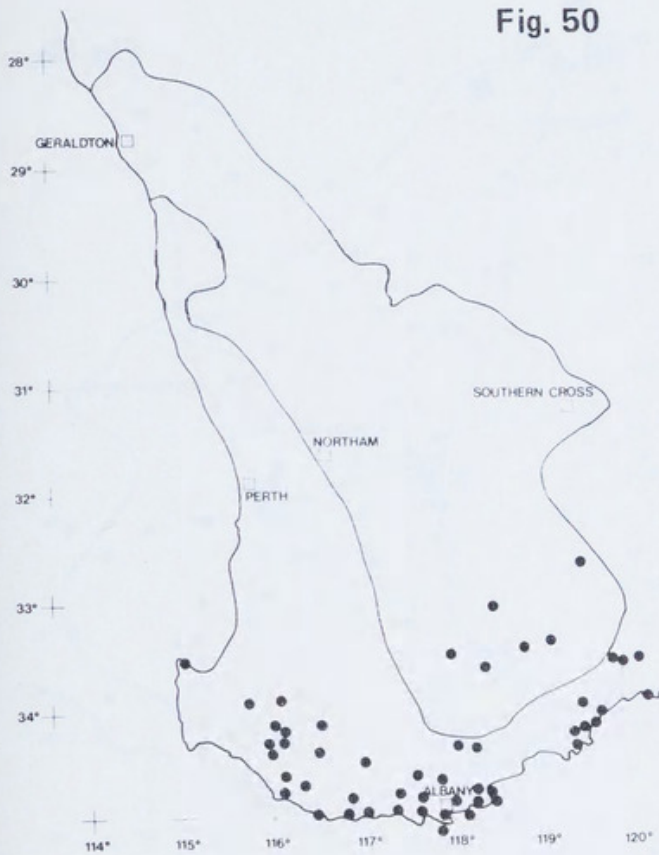 Fig. 50
28°
GERALDTON
29°
30°
31°
SOUTHERN CROSS
NORTHAM
32°
PERTH
33°
34°
ALBANY
114° 115° 116° 117° 118° 119° 120°